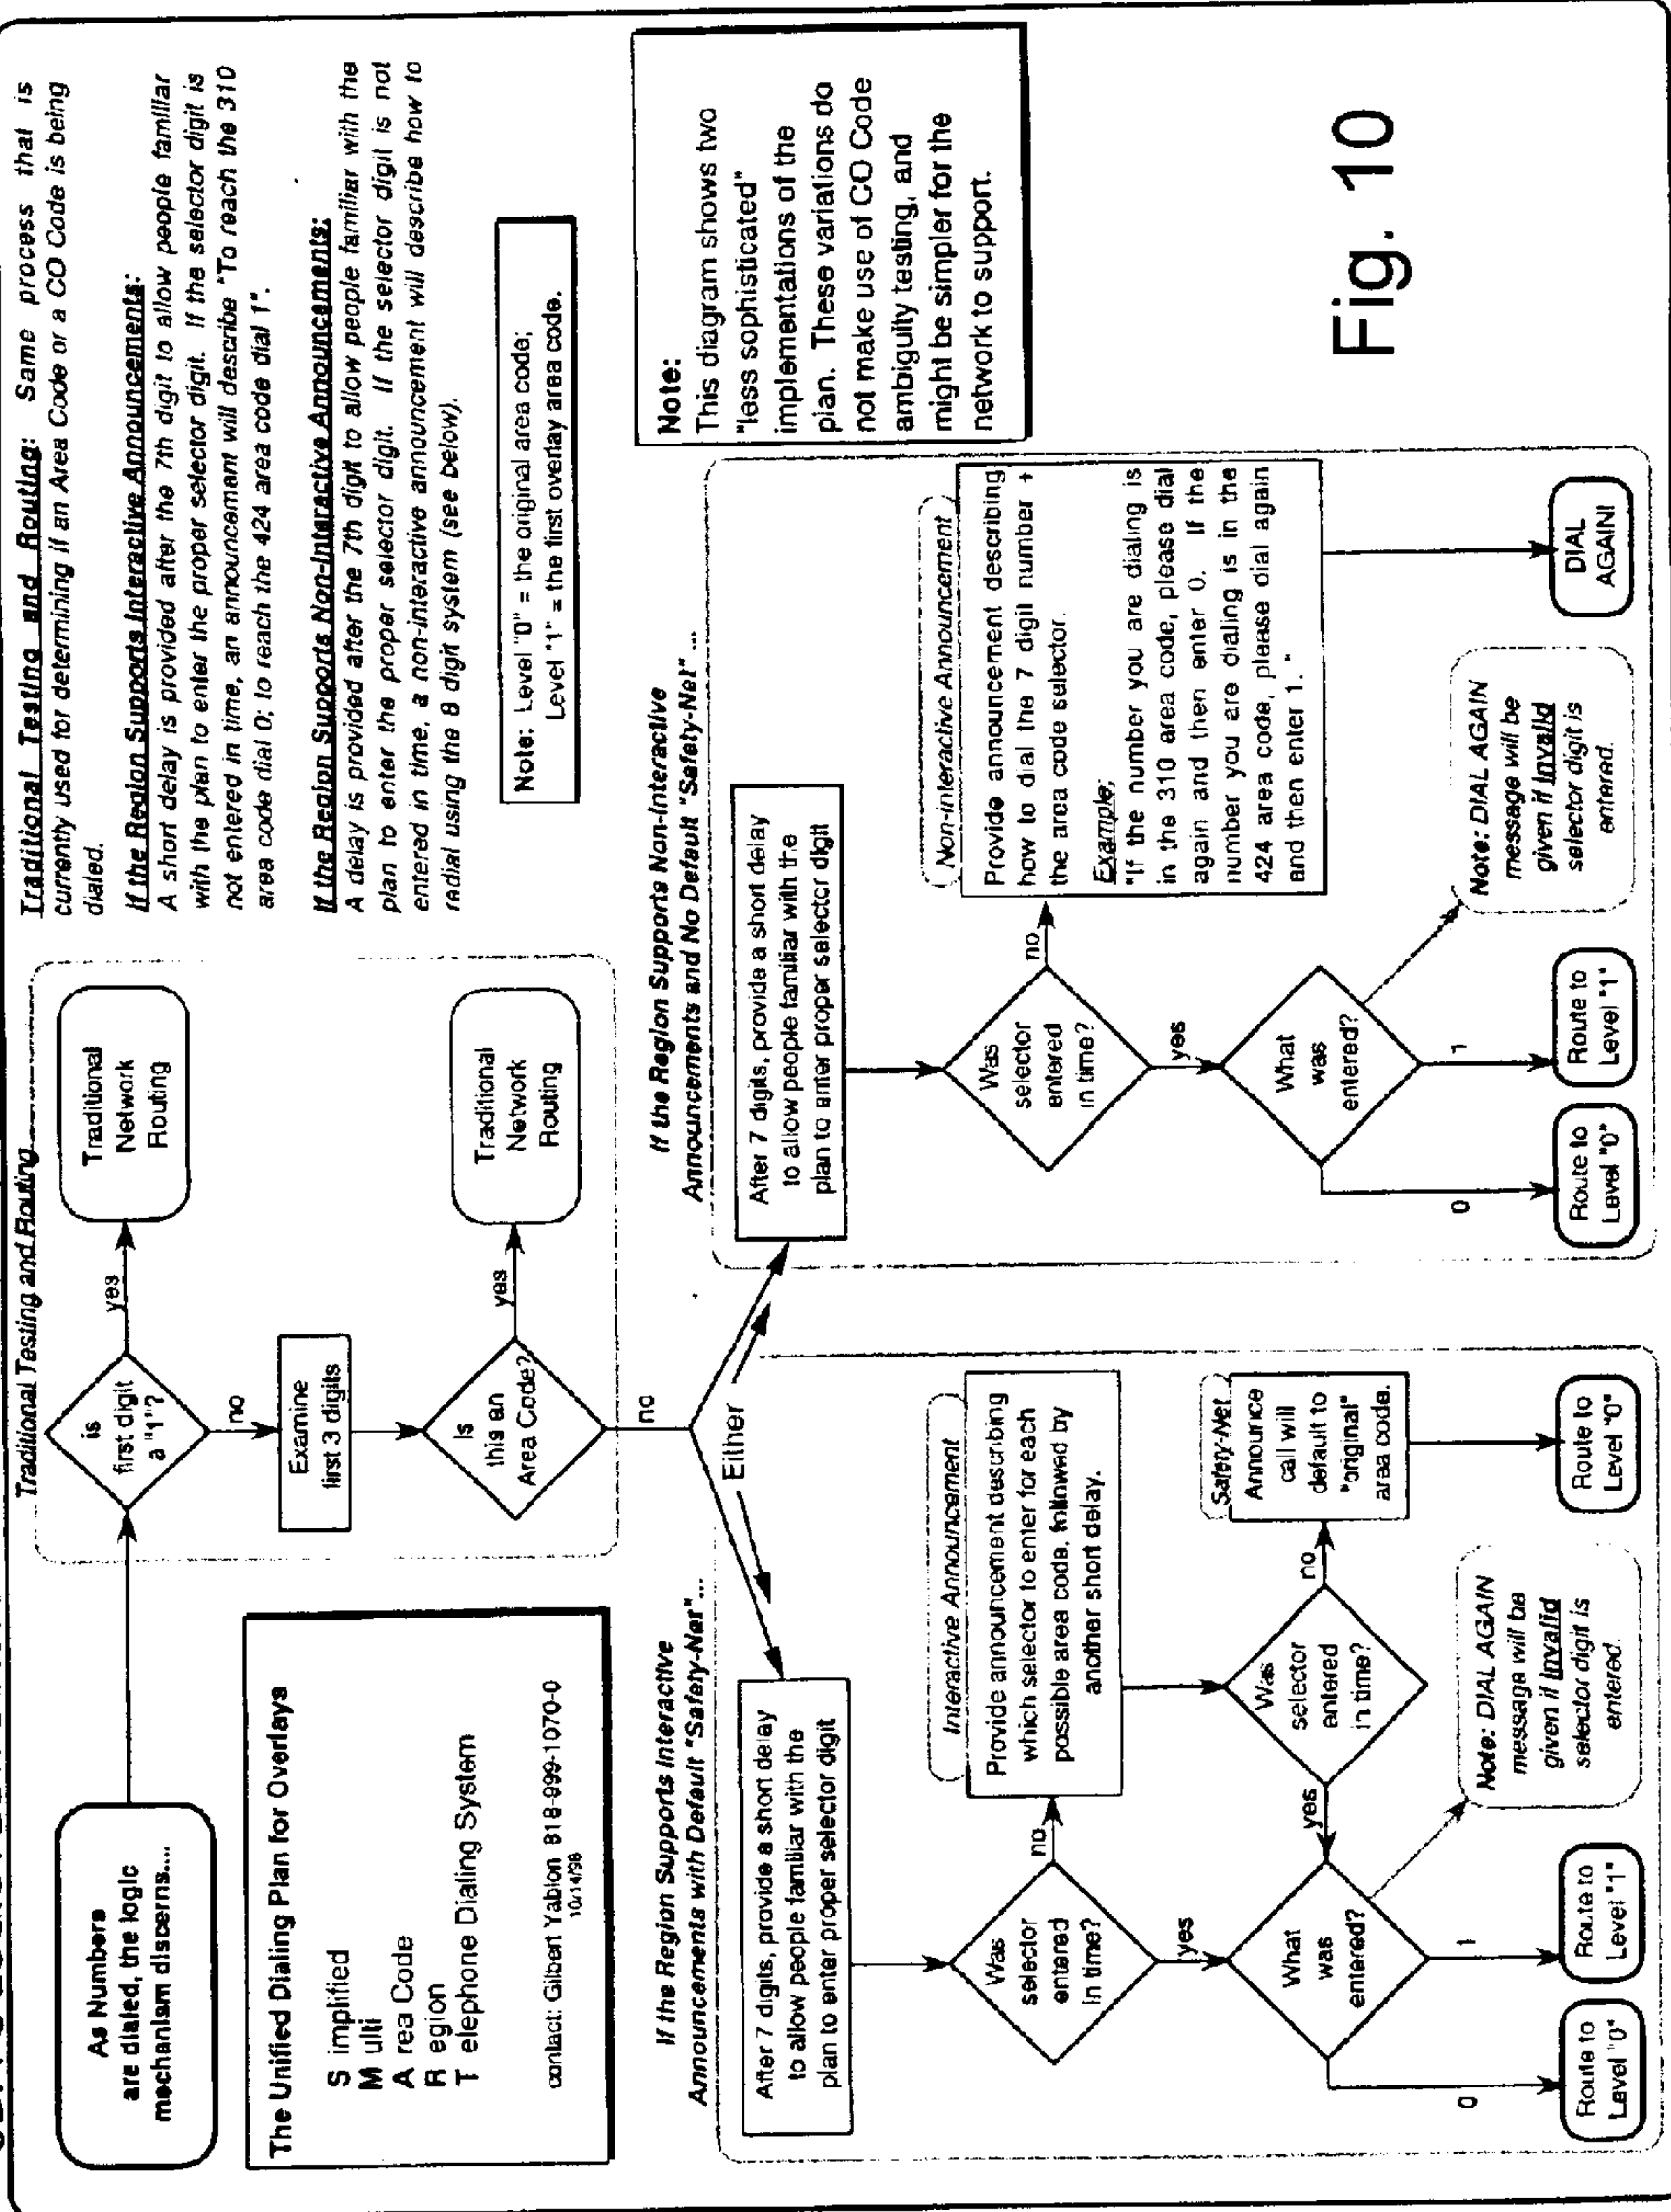 As Numbers
are dialed, the logic
mechanism discerns....
The Unified Dialing Plan for Overlays
S implified
M ulti
A rea Code
R egion
T elephone Dialing System
contact: Gilbert Yablon 818-999-1070-0
10/14/98
Traditional Testing and Routing
is
first digit
a "1"?
yes
Traditional
Network
Routing
no
Examine
first 3 digits
Is
this an
Area Code?
yes
Traditional
Network
Routing
no
Either
Traditional Testing and Routing: Same process that is
currently used for determining if an Area Code or a CO Code is being
dialed.
If the Region Supports Interactive Announcements:
A short delay is provided after the 7th digit to allow people familiar
with the plan to enter the proper selector digit. If the selector digit is
not entered in time, an announcement will describe "To reach the 310
area code dial 0; to reach the 424 area code dial 1".
If the Region Supports Non-Interactive Announcements:
A delay is provided after the 7th digit to allow people familiar with the
plan to enter the proper selector digit. If the selector digit is not
entered in time, a non-interactive announcement will describe how to
redial using the 8 digit system (see below).
Note: Level "0" = the original area code;
Level "1" = the first overlay area code.
If the Region Supports Interactive
Announcements with Default "Safety-Net"...
After 7 digits, provide a short delay
to allow people familiar with the
plan to enter proper selector digit
Was
selector
entered
in time?
no
Interactive Announcement
Provide announcement describing
which selector to enter for each
possible area code, followed by
another short delay.
yes
Was
selector
entered
in time?
no
Safety-Net
Announce
call will
default to
"original"
area code.
yes
What
was
entered?
Note: DIAL AGAIN
message will be
given if Invalid
selector digit is
entered.
0
1
Route to
Level "0"
Route to
Level "1"
Route to
Level "0"
If the Region Supports Non-Interactive
Announcements and No Default "Safety-Net" ...
After 7 digits, provide a short delay
to allow people familiar with the
plan to enter proper selector digit
Was
selector
entered
in time?
no
Non-interactive Announcement
Provide announcement describing
how to dial the 7 digit number +
the area code selector.
Example:
"If the number you are dialing is
in the 310 area code, please dial
again and then enter 0. If the
number you are dialing is in the
424 area code, please dial again
and then enter 1."
yes
What
was
entered?
Note: DIAL AGAIN
message will be
given if Invalid
selector digit is
entered.
0
1
Route to
Level "0"
Route to
Level "1"
DIAL
AGAIN!
Note:
This diagram shows two
"less sophisticated"
implementations of the
plan. These variations do
not make use of CO Code
ambiguity testing, and
might be simpler for the
network to support.
Fig. 10